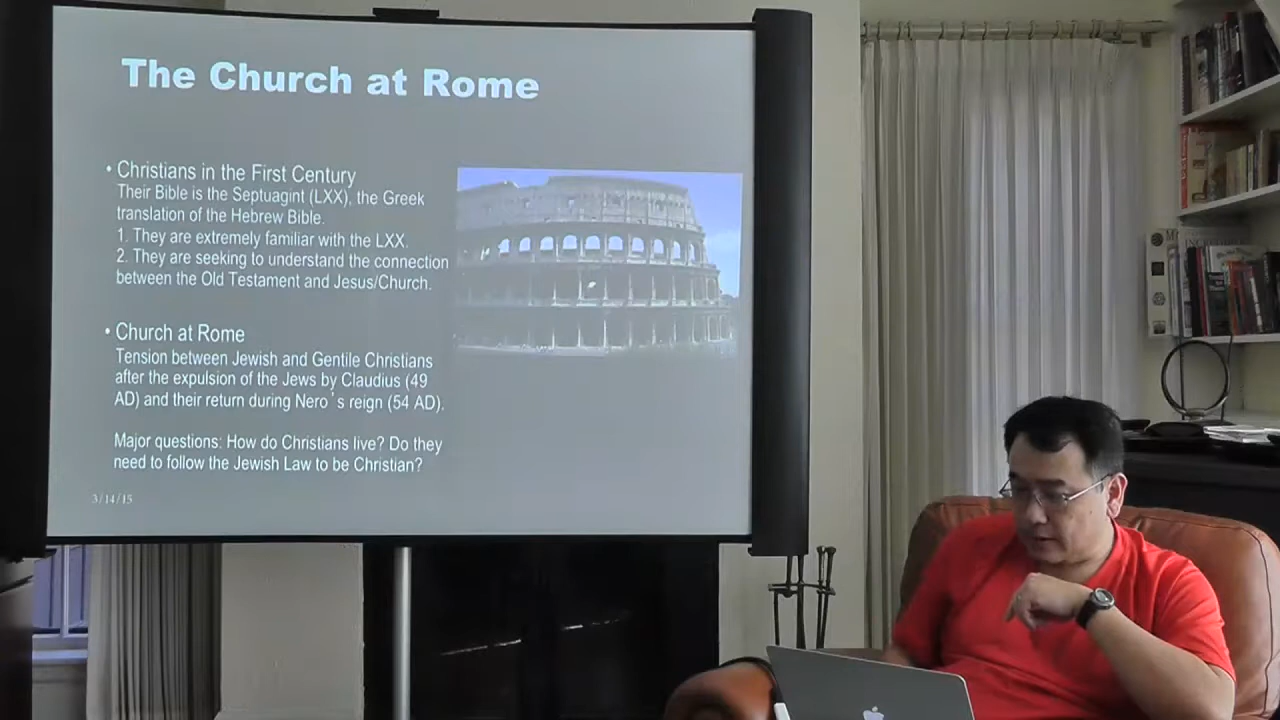 The Church at Rome
• Christians in the First Century
Their Bible is the Septuagint (LXX), the Greek
translation of the Hebrew Bible.
1. They are extremely familiar with the LXX.
2. They are seeking to understand the connection
between the Old Testament and Jesus/Church.
• Church at Rome
Tension between Jewish and Gentile Christians
after the expulsion of the Jews by Claudius (49
AD) and their return during Nero's reign (54 AD).
Major questions: How do Christians live? Do they
need to follow the Jewish Law to be Christian?
3/14/15